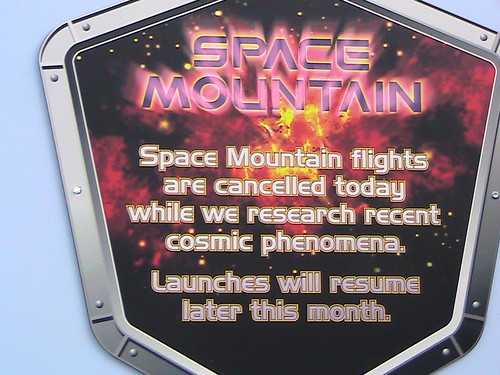 SPACE
MOUNTAIN
Space Mountain flights
are cancelled today
while we research recent
cosmic phenomena.
Launches will resume
later this month.